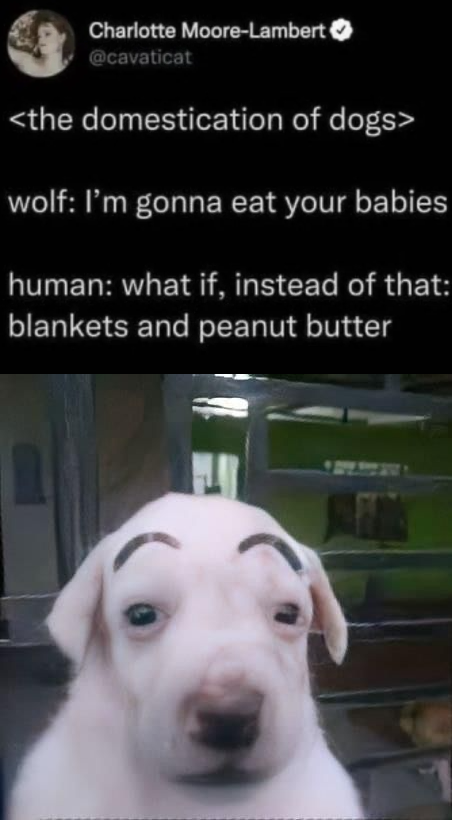 Charlotte Moore-Lambert
@cavaticat
<the domestication of dogs>
wolf: I'm gonna eat your babies
human: what if, instead of that:
blankets and peanut butter